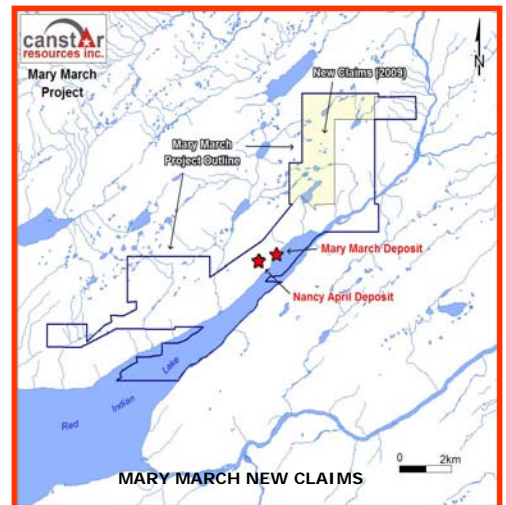 canstar
resources inc.
Mary March
Project
N
New Claims (2009)
Mary March
Project Outline
Mary March Deposit
Nancy April Deposit
Red Indian Lake
0 2km
MARY MARCH NEW CLAIMS